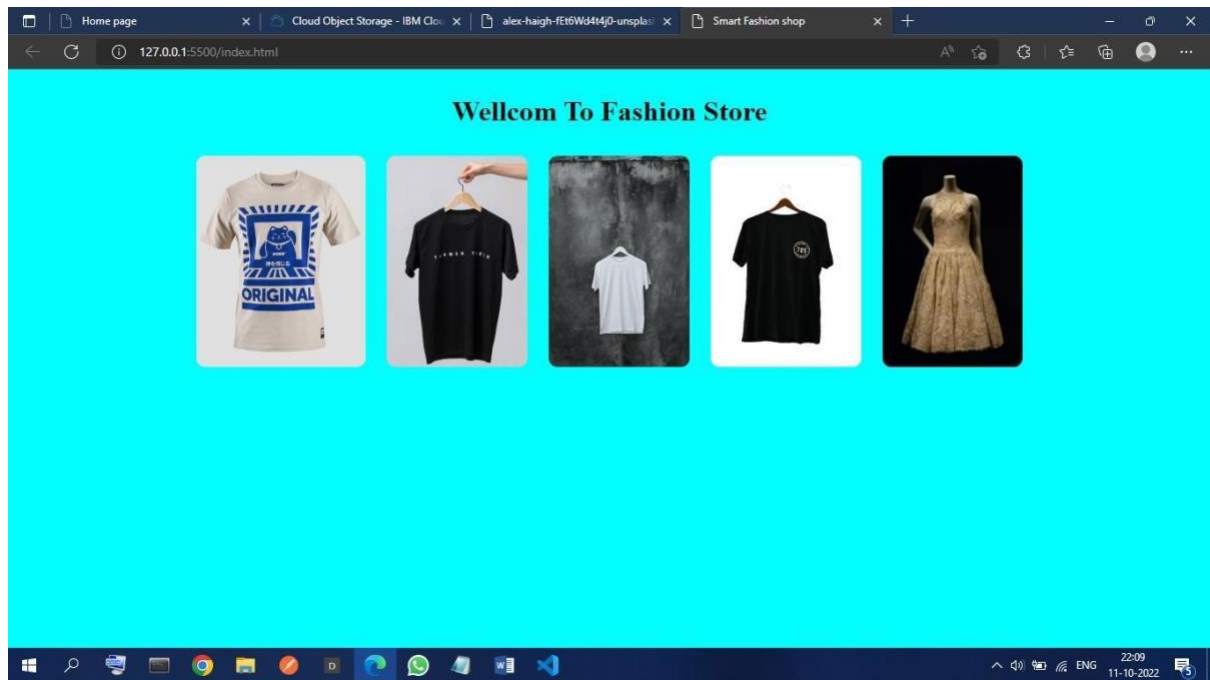 Home page
Cloud Object Storage - IBM Clou
alex-haigh-fEt6Wd4t4j0-unsplas
Smart Fashion shop
127.0.0.1:5500/index.html
Wellcom To Fashion Store
ORIGINAL
ENG
22:09
11-10-2022
5